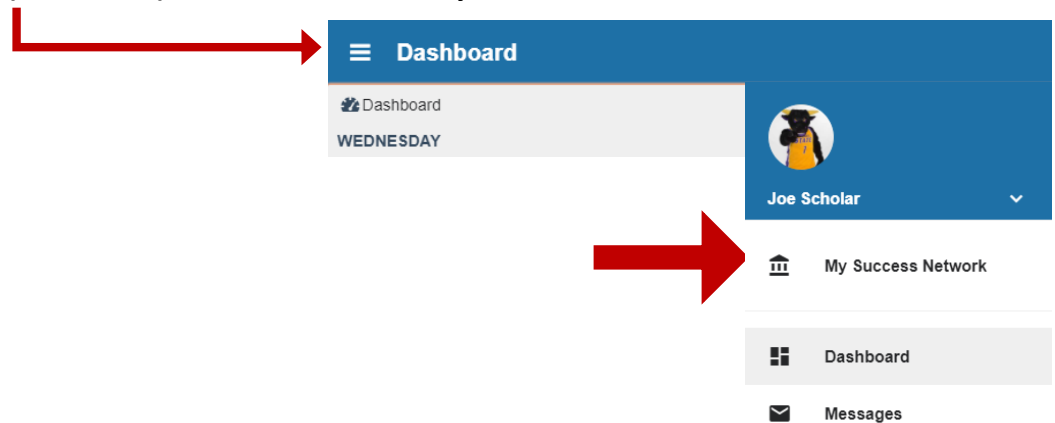 Dashboard
Dashboard
WEDNESDAY
Joe Scholar
My Success Network
Dashboard
Messages